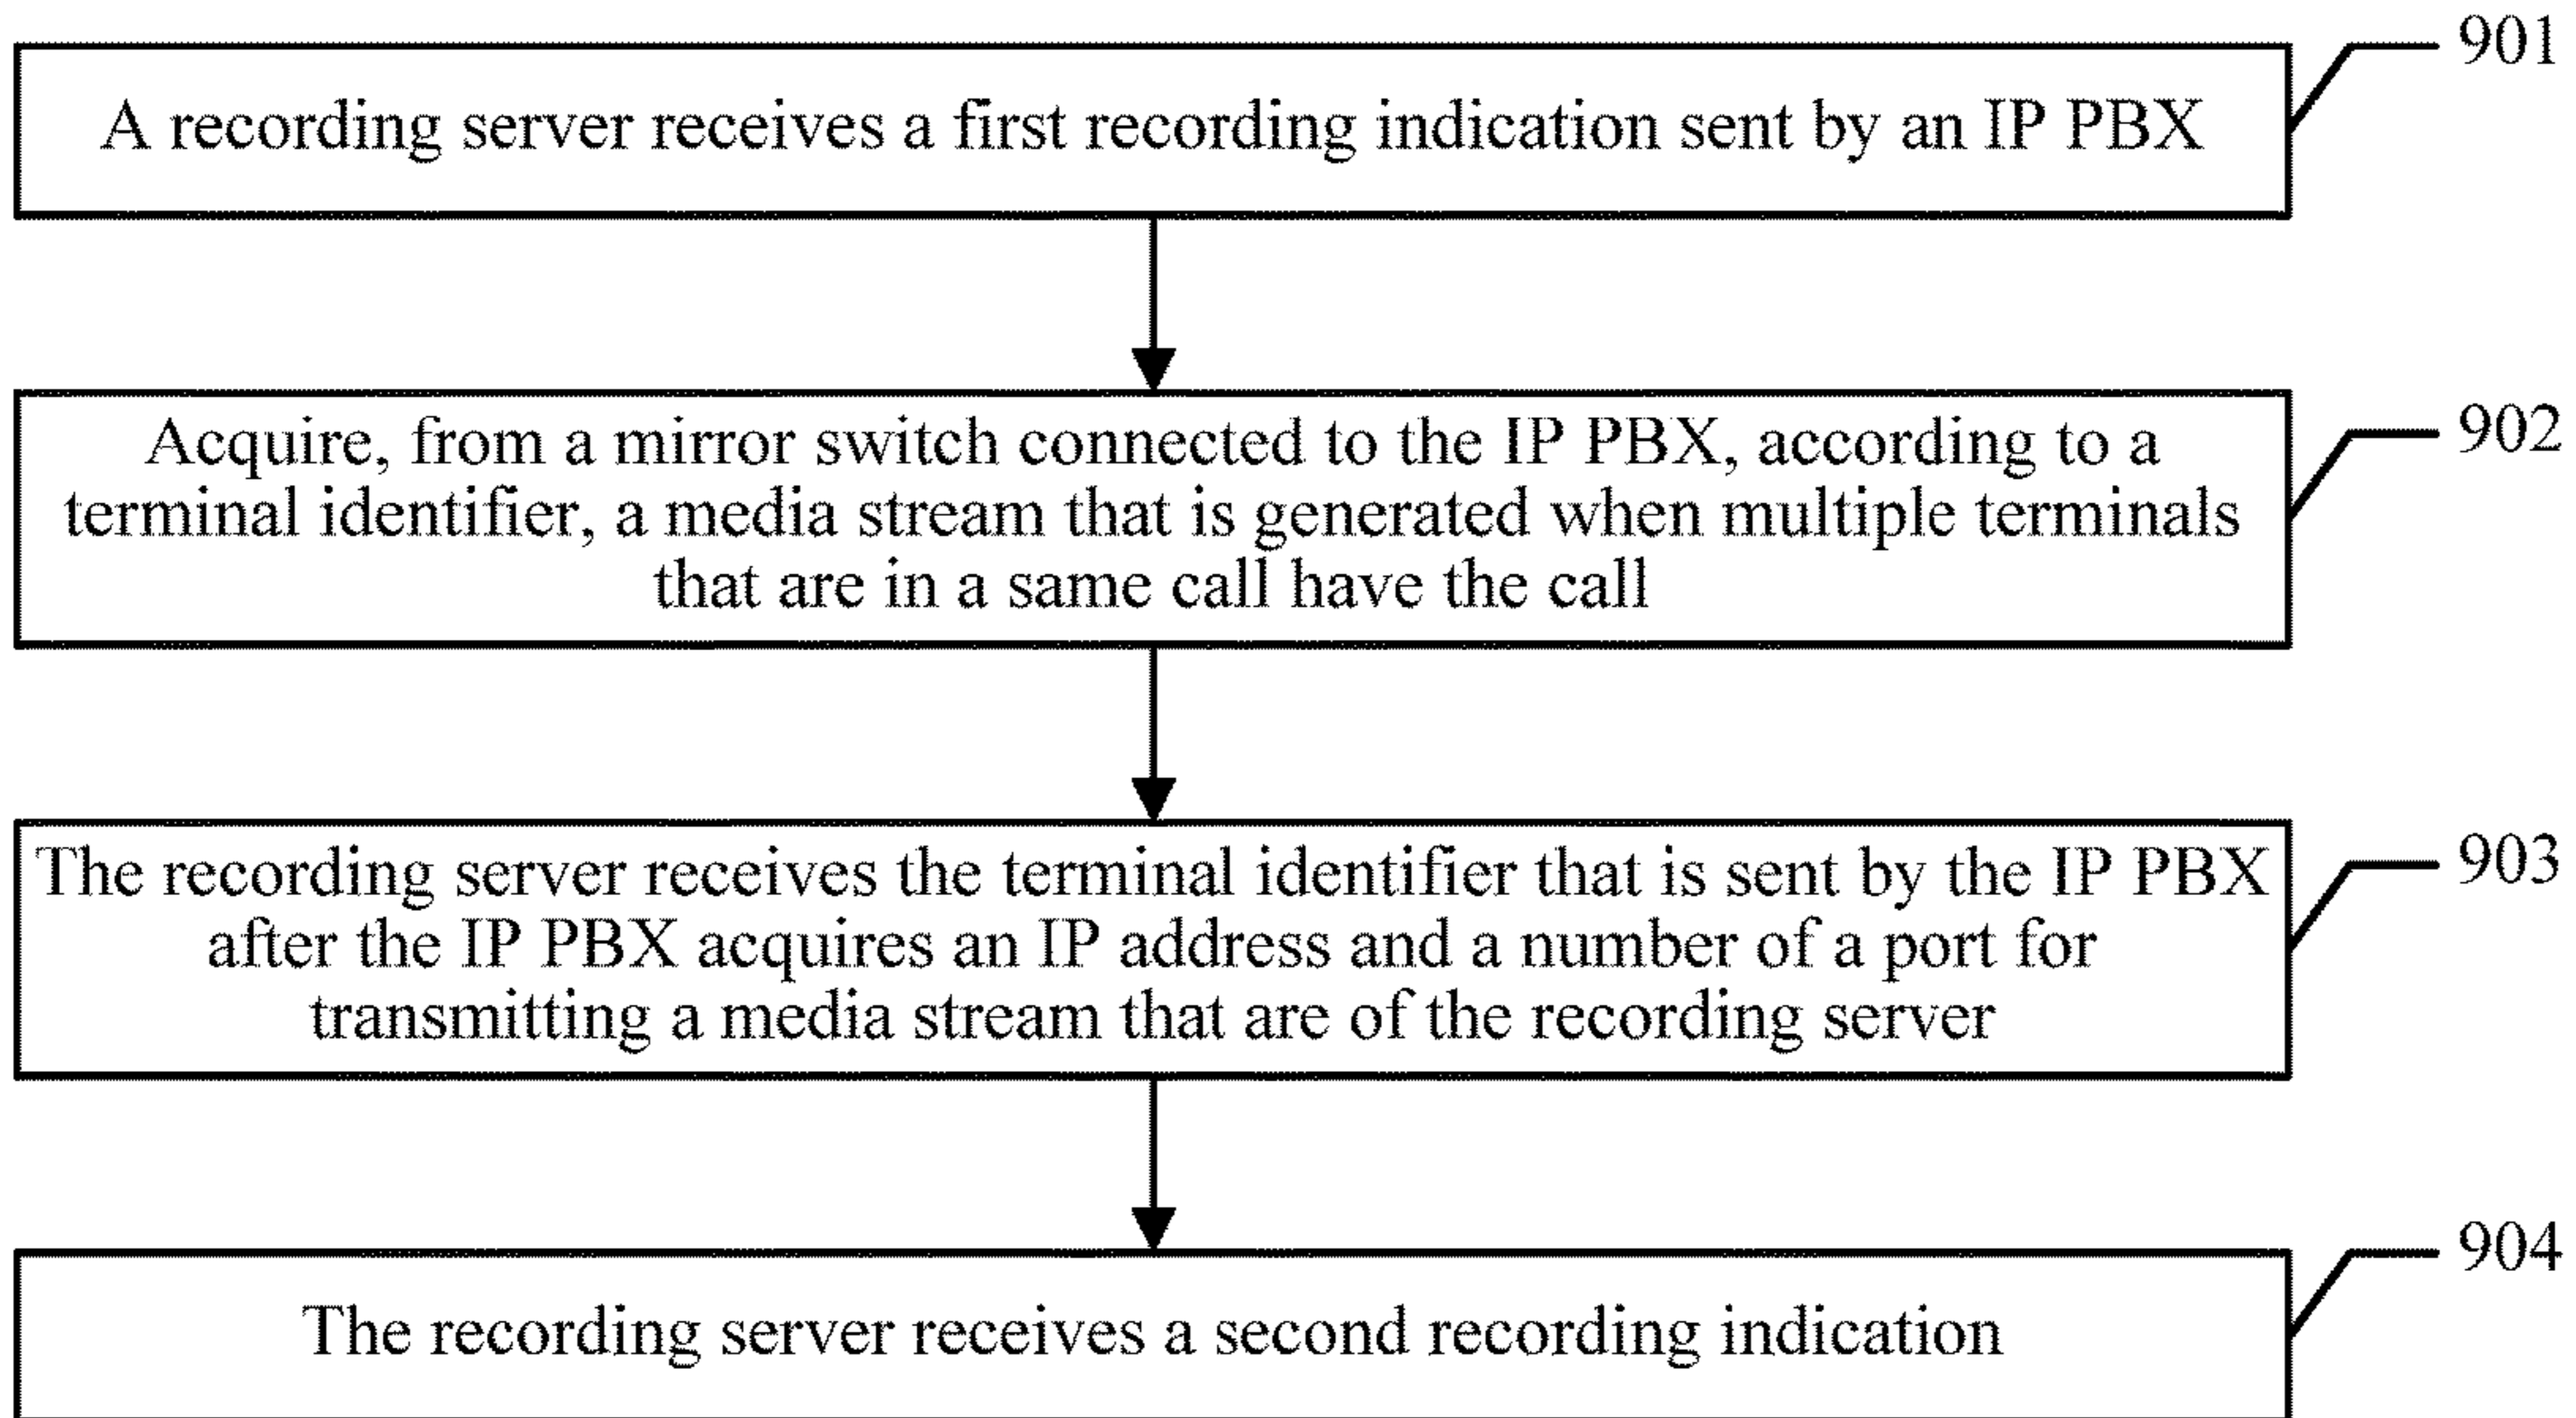 901
A recording server receives a first recording indication sent by an IP PBX
902
Acquire, from a mirror switch connected to the IP PBX, according to a
terminal identifier, a media stream that is generated when multiple terminals
that are in a same call have the call
903
The recording server receives the terminal identifier that is sent by the IP PBX
after the IP PBX acquires an IP address and a number of a port for
transmitting a media stream that are of the recording server
904
The recording server receives a second recording indication